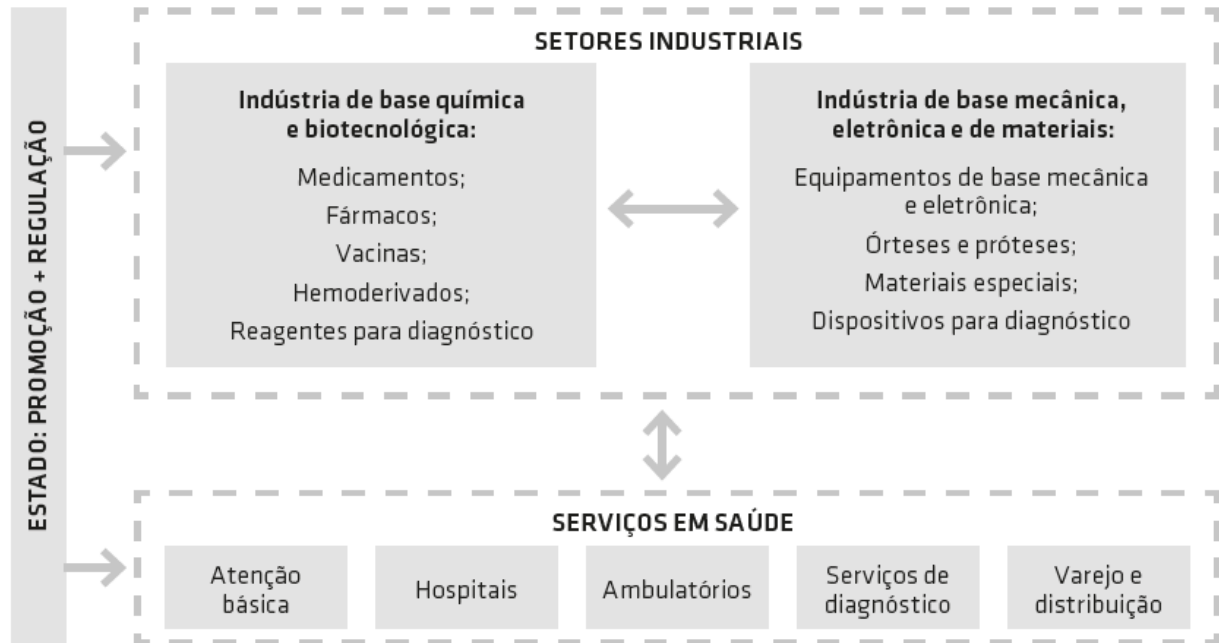 ESTADO: PROMOÇÃO + REGULAÇÃO
SETORES INDUSTRIAIS
Indústria de base química
e biotecnológica:
Medicamentos;
Fármacos;
Vacinas;
Hemoderivados;
Reagentes para diagnóstico
Indústria de base mecânica,
eletrônica e de materiais:
Equipamentos de base mecânica
e eletrônica;
Órteses e próteses;
Materiais especiais;
Dispositivos para diagnóstico
SERVIÇOS EM SAÚDE
Atenção
básica
Hospitais
Ambulatórios
Serviços de
diagnóstico
Varejo e
distribuição